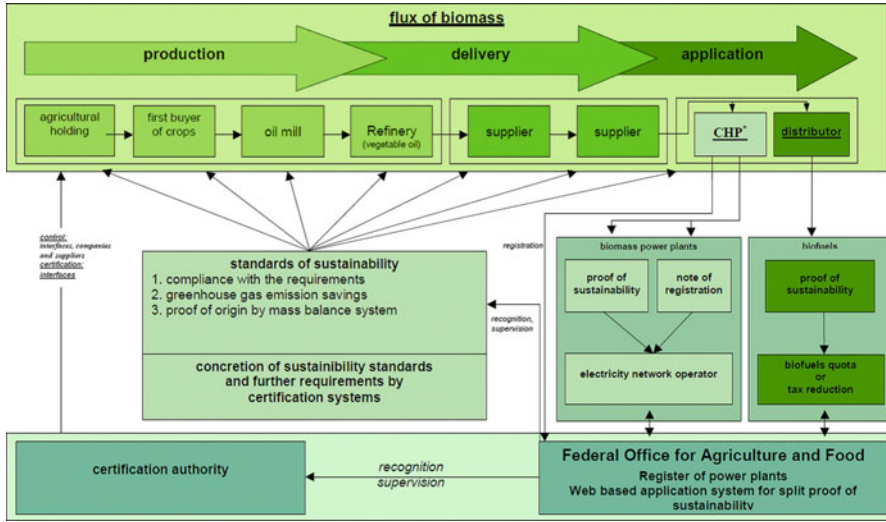 flux of biomass
production
delivery
application
agricultural
holding
first buyer
of crops
oil mill
Refinery
(vegetable oil)
supplier
supplier
CHP*
distributor
control:
interfaces, companies
and suppliers
certification:
interfaces
registration
standards of sustainability
1. compliance with the requirements
2. greenhouse gas emission savings
3. proof of origin by mass balance system
concretion of sustainibility standards
and further requirements by
certification systems
recognition,
supervision
biomass power plants
proof of
sustainability
note of
registration
electricity network operator
biofuels
proof of
sustainability
biofuels quota
or
tax reduction
certification authority
recognition
supervision
Federal Office for Agriculture and Food
Register of power plants
Web based application system for split proof of
sustainability